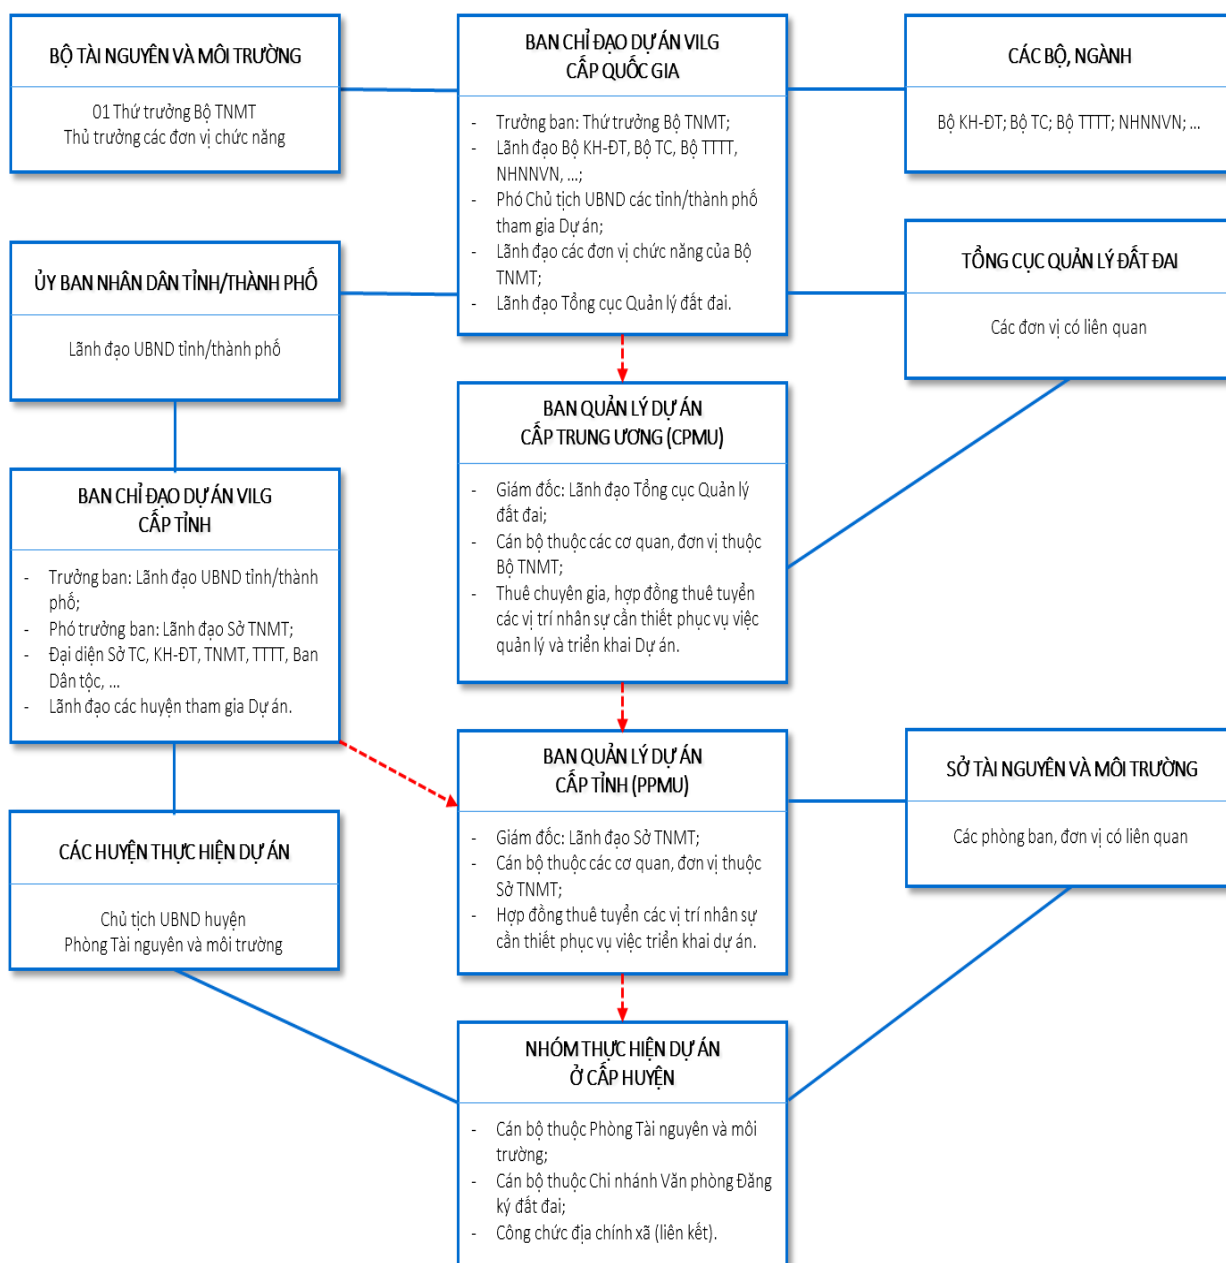 BỘ TÀI NGUYÊN VÀ MÔI TRƯỜNG
01 Thứ trưởng Bộ TNMT
Thủ trưởng các đơn vị chức năng
BAN CHỈ ĐẠO DỰ ÁN VILG
CẤP QUỐC GIA
- Trưởng ban: Thứ trưởng Bộ TNMT;
- Lãnh đạo Bộ KH-ĐT, Bộ TC, Bộ TTTT,
NHNNVN, ...;
- Phó Chủ tịch UBND các tỉnh/thành phố
tham gia Dự án;
- Lãnh đạo các đơn vị chức năng của Bộ
TNMT;
- Lãnh đạo Tổng cục Quản lý đất đai.
CÁC BỘ, NGÀNH
Bộ KH-ĐT; Bộ TC; Bộ TTTT; NHNNVN; ...
ỦY BAN NHÂN DÂN TỈNH/THÀNH PHỐ
Lãnh đạo UBND tỉnh/thành phố
TỔNG CỤC QUẢN LÝ ĐẤT ĐAI
Các đơn vị có liên quan
BAN QUẢN LÝ DỰ ÁN
CẤP TRUNG ƯƠNG (CPMU)
- Giám đốc: Lãnh đạo Tổng cục Quản lý
đất đai;
- Cán bộ thuộc các cơ quan, đơn vị thuộc
Bộ TNMT;
- Thuê chuyên gia, hợp đồng thuê tuyển
các vị trí nhân sự cần thiết phục vụ việc
quản lý và triển khai Dự án.
BAN CHỈ ĐẠO DỰ ÁN VILG
CẤP TỈNH
- Trưởng ban: Lãnh đạo UBND tỉnh/thành
phố;
- Phó trưởng ban: Lãnh đạo Sở TNMT;
- Đại diện Sở TC, KH-ĐT, TNMT, TTTT, Ban
Dân tộc, ...
- Lãnh đạo các huyện tham gia Dự án.
BAN QUẢN LÝ DỰ ÁN
CẤP TỈNH (PPMU)
- Giám đốc: Lãnh đạo Sở TNMT;
- Cán bộ thuộc các cơ quan, đơn vị thuộc
Sở TNMT;
- Hợp đồng thuê tuyển các vị trí nhân sự
cần thiết phục vụ việc triển khai dự án.
SỞ TÀI NGUYÊN VÀ MÔI TRƯỜNG
Các phòng ban, đơn vị có liên quan
CÁC HUYỆN THỰC HIỆN DỰ ÁN
Chủ tịch UBND huyện
Phòng Tài nguyên và môi trường
NHÓM THỰC HIỆN DỰ ÁN
Ở CẤP HUYỆN
- Cán bộ thuộc Phòng Tài nguyên và môi
trường;
- Cán bộ thuộc Chi nhánh Văn phòng Đăng
ký đất đai;
- Công chức địa chính xã (liên kết).